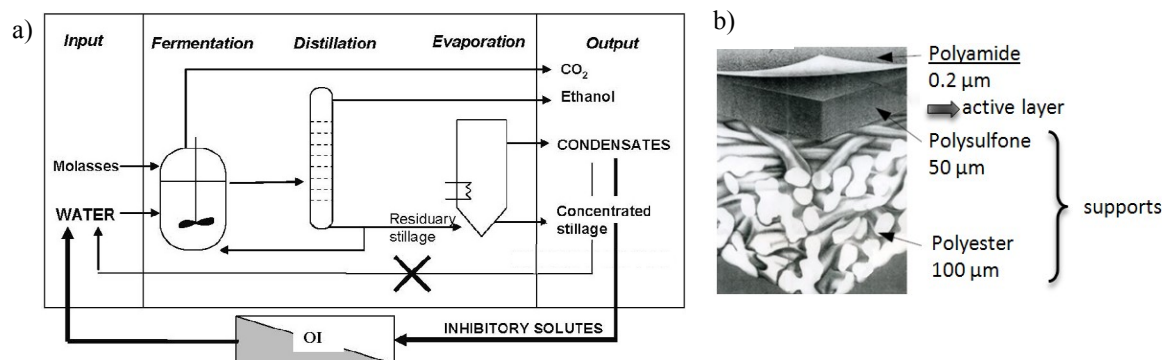 a)
Input
Fermentation
Distillation
Evaporation
Output
CO2
Ethanol
CONDENSATES
Molasses
WATER
Residuary
stillage
Concentrated
stillage
INHIBITORY SOLUTES
OI
b)
Polyamide
0.2 µm
active layer
Polysulfone
50 µm
supports
Polyester
100 µm